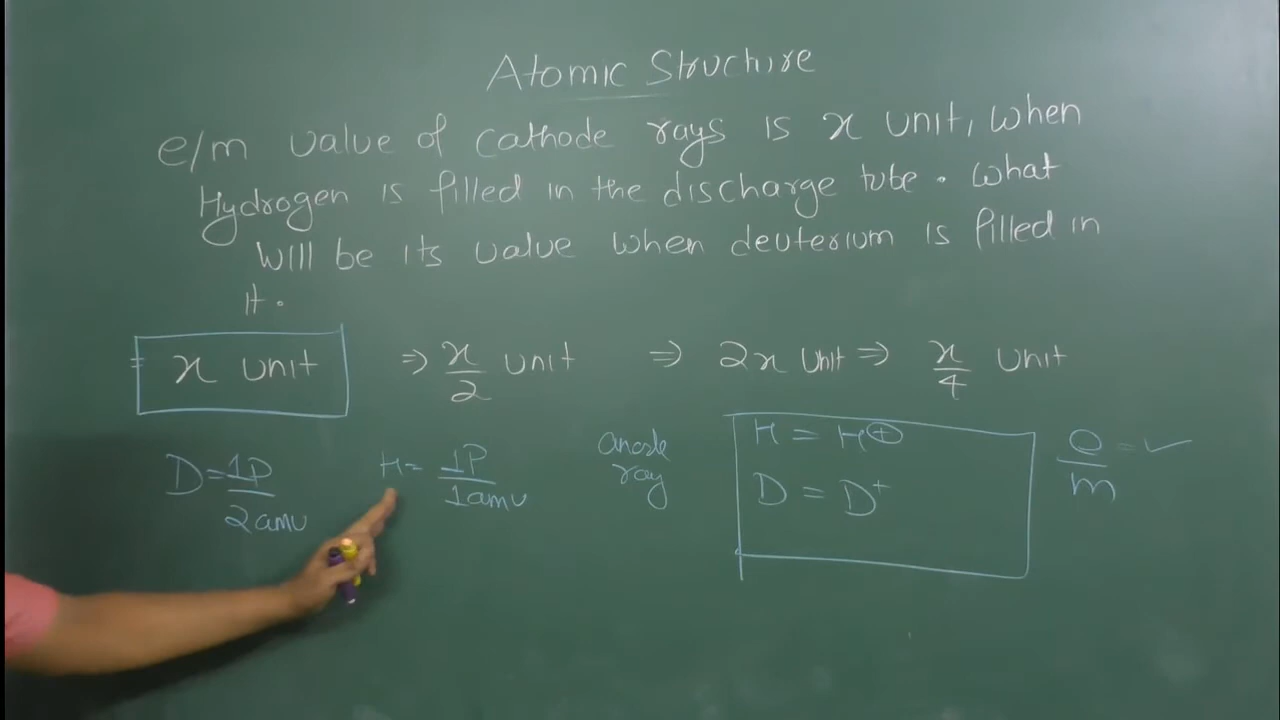 Atomic Structure
e/m value of cathode rays is x unit, when
Hydrogen is filled in the discharge tube. What
will be its value when deuterium is filled in
it.
= x unit ⇒ x/2 unit ⇒ 2x unit ⇒ x/4 unit
D = 1P/2amu H = 1P/1amu
anode
ray
H = H⊕
D = D⁺
e/m = ✓